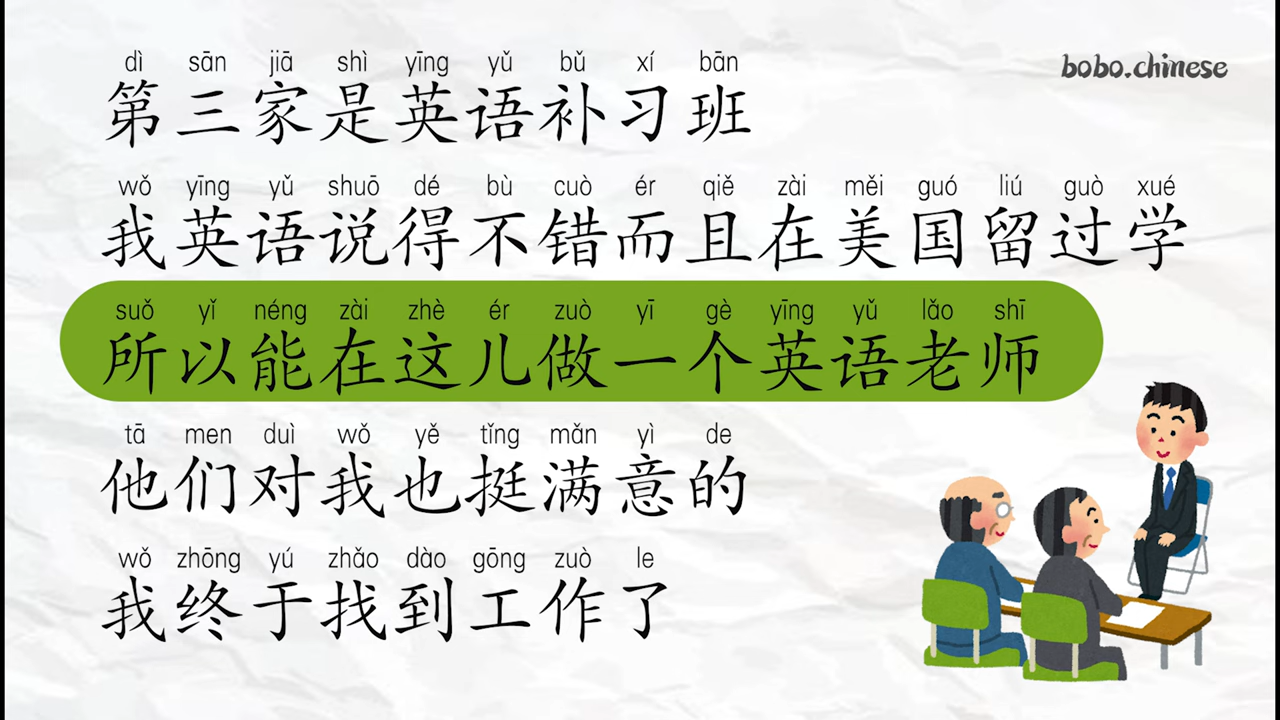 bobo.chinese
dì sān jiā shì yīng yǔ bǔ xí bān
第三家是英语补习班
wǒ yīng yǔ shuō dé bù cuò ér qiě zài měi guó liú guò xué
我英语说得不错而且在美国留过学
suǒ yǐ néng zài zhè ér zuò yī gè yīng yǔ lǎo shī
所以能在这儿做一个英语老师
tā men duì wǒ yě tǐng mǎn yì de
他们对我也挺满意的
wǒ zhōng yú zhǎo dào gōng zuò le
我终于找到工作了